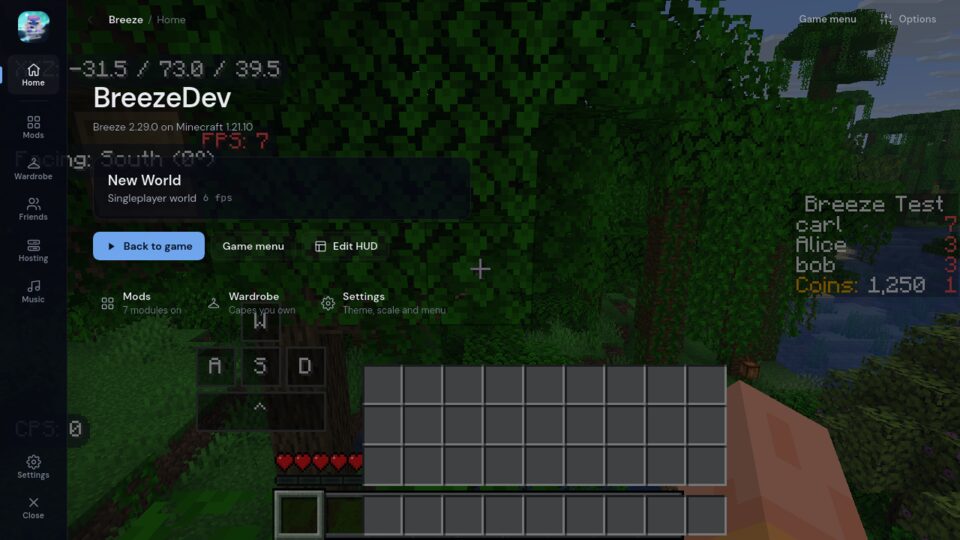 Breeze / Home
Game menu
Options
XYZ: -31.5 / 73.0 / 39.5
Home
BreezeDev
Breeze 2.29.0 on Minecraft 1.21.10
FPS: 7
Mods
Facing: South (0°)
Wardrobe
New World
Singleplayer world 6 fps
Friends
Breeze Test
carl 7
Alice 3
bob 3
Coins: 1,250 1
Hosting
Back to game
Game menu
Edit HUD
Music
Mods
7 modules on
Wardrobe
Capes you own
Settings
Theme, scale and menu
W
A S D
^
CPS: 0
Settings
Close